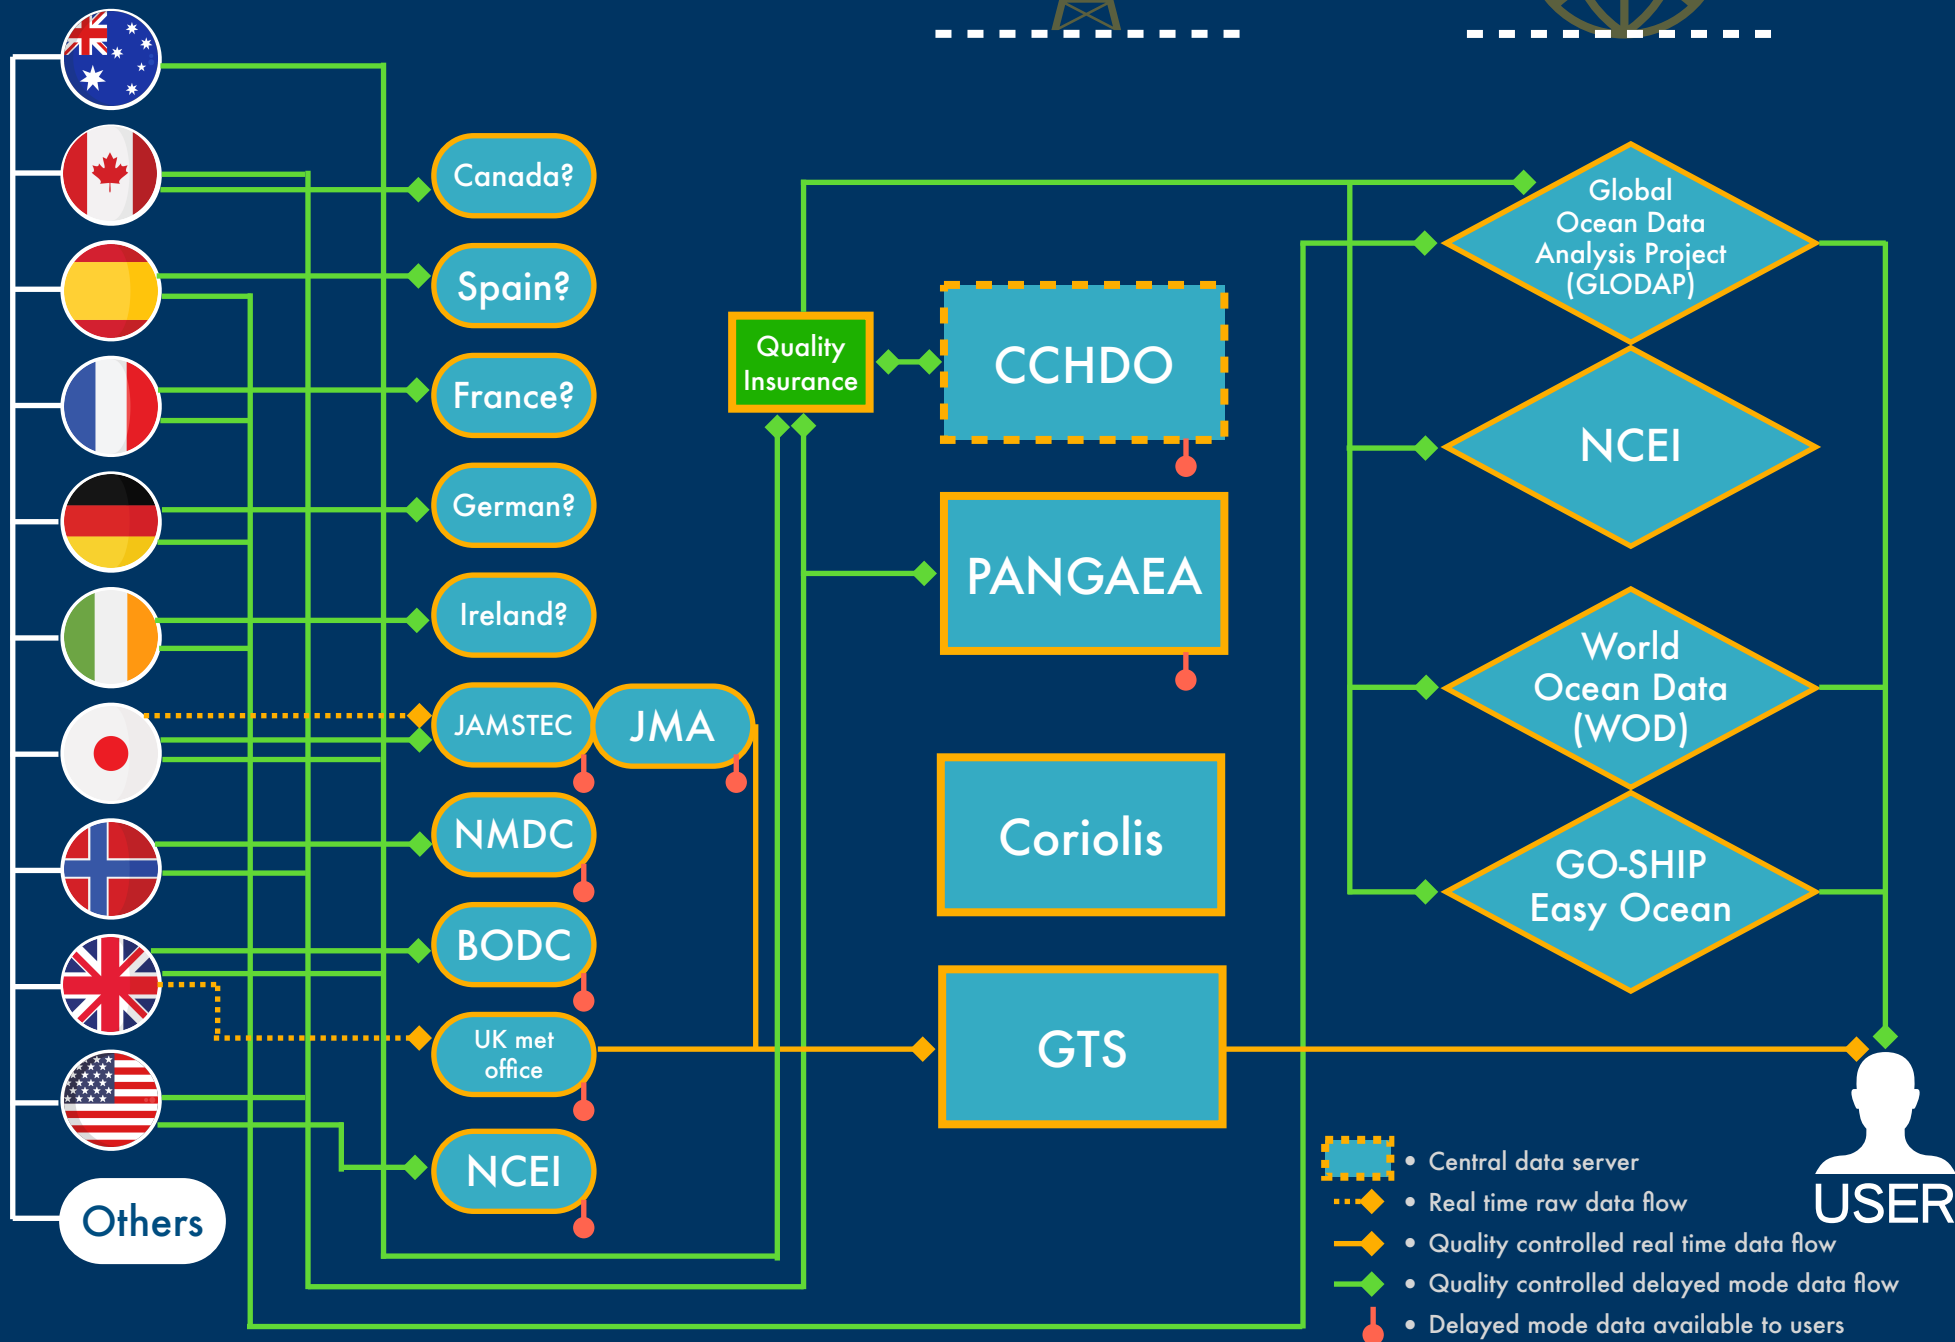 Canada?
Spain?
France?
German?
Ireland?
JAMSTEC
JMA
NMDC
BODC
UK met
office
NCEI
Others
Quality
Insurance
CCHDO
PANGAEA
Coriolis
GTS
Global
Ocean Data
Analysis Project
(GLODAP)
NCEI
World
Ocean Data
(WOD)
GO-SHIP
Easy Ocean
USER
• Central data server
• Real time raw data flow
• Quality controlled real time data flow
• Quality controlled delayed mode data flow
• Delayed mode data available to users